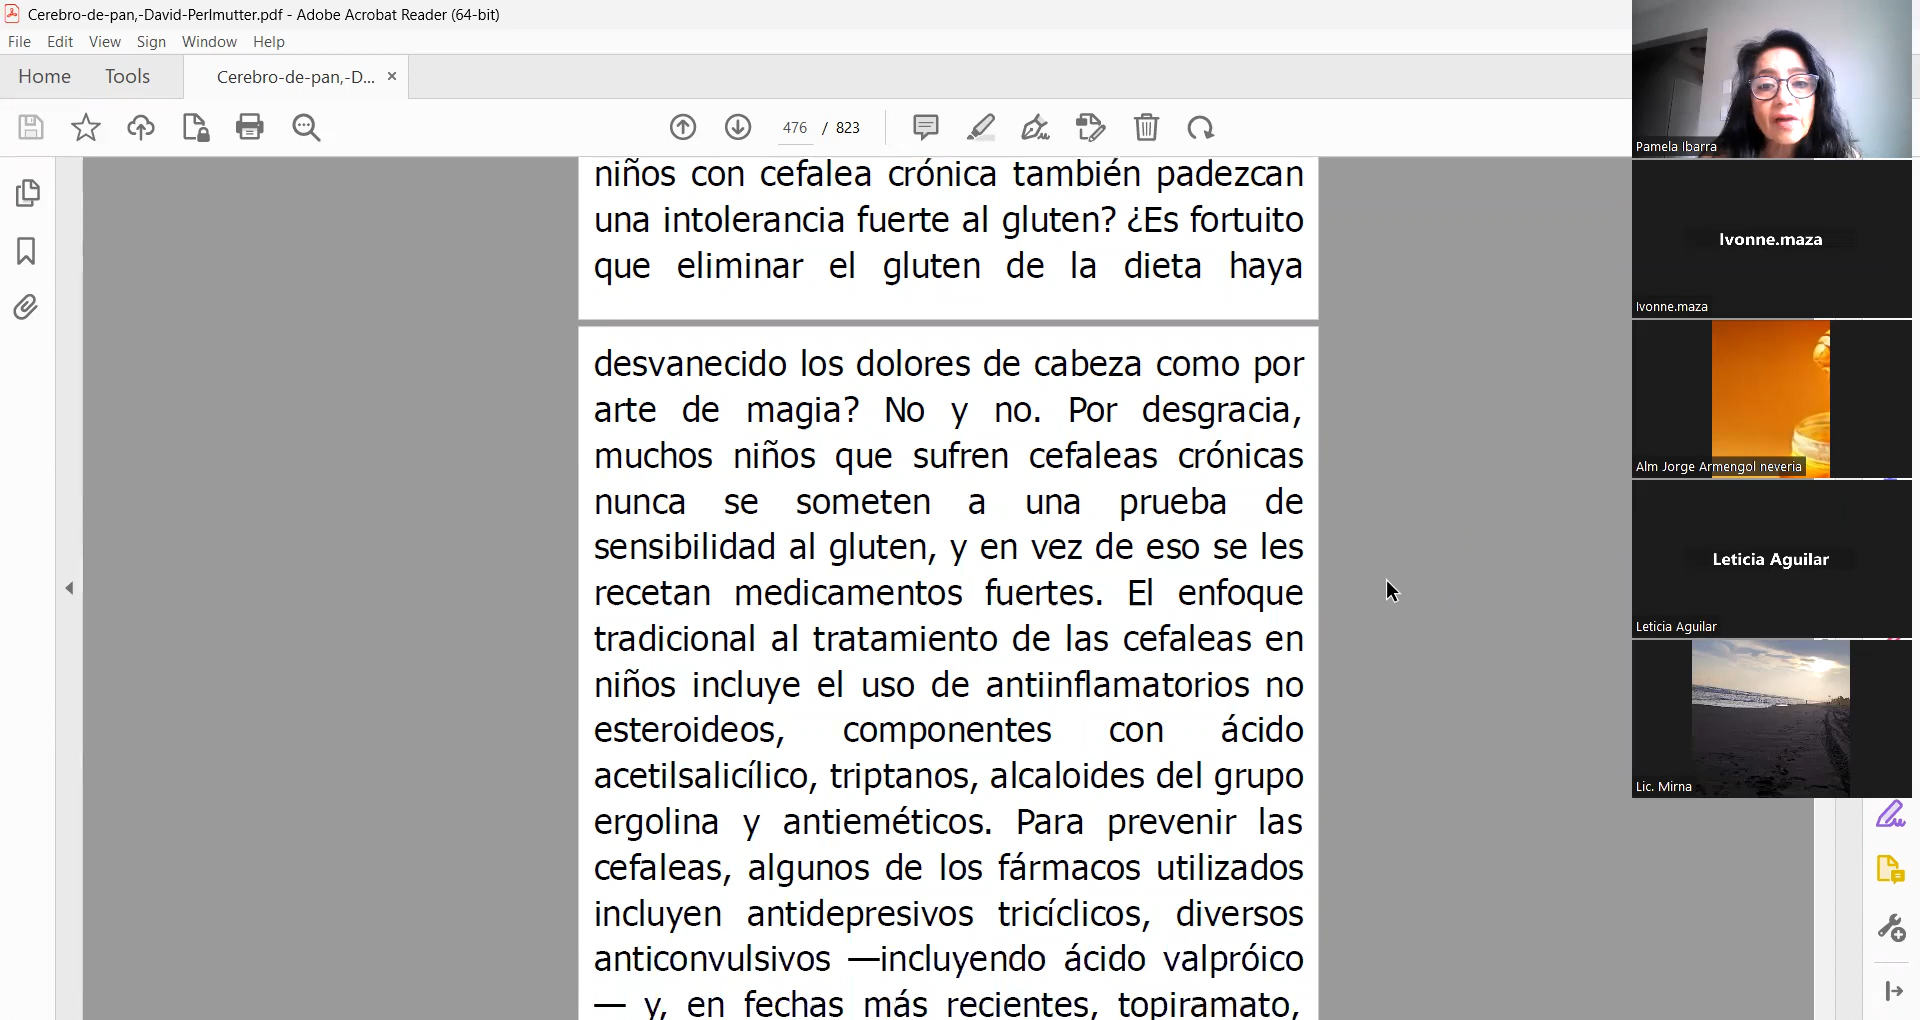 Cerebro-de-pan,-David-Perlmutter.pdf - Adobe Acrobat Reader (64-bit)
File Edit View Sign Window Help
Home Tools Cerebro-de-pan,-D... ×
476 / 823
niños con cefalea crónica también padezcan
una intolerancia fuerte al gluten? ¿Es fortuito
que eliminar el gluten de la dieta haya
desvanecido los dolores de cabeza como por
arte de magia? No y no. Por desgracia,
muchos niños que sufren cefaleas crónicas
nunca se someten a una prueba de
sensibilidad al gluten, y en vez de eso se les
recetan medicamentos fuertes. El enfoque
tradicional al tratamiento de las cefaleas en
niños incluye el uso de antiinflamatorios no
esteroideos, componentes con ácido
acetilsalicílico, triptanos, alcaloides del grupo
ergolina y antieméticos. Para prevenir las
cefaleas, algunos de los fármacos utilizados
incluyen antidepresivos tricíclicos, diversos
anticonvulsivos —incluyendo ácido valpróico
— y, en fechas más recientes, topiramato,
Pamela Ibarra
Ivonne.maza
Ivonne.maza
Alm Jorge Armengol neveria
Leticia Aguilar
Leticia Aguilar
Lic. Mirna